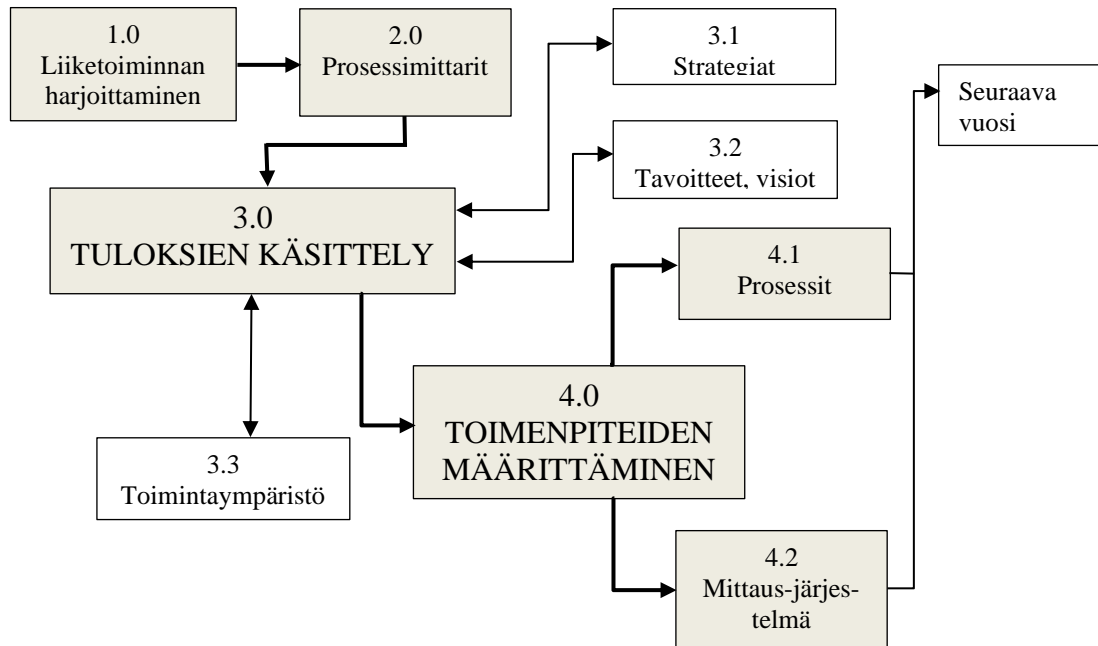 1.0
Liiketoiminnan
harjoittaminen
2.0
Prosessimittarit
3.1
Strategiat
Seuraava
vuosi
3.2
Tavoitteet, visiot
3.0
TULOKSIEN KÄSITTELY
4.1
Prosessit
4.0
TOIMENPITEIDEN
MÄÄRITTÄMINEN
3.3
Toimintaympäristö
4.2
Mittaus-järjes-
telmä